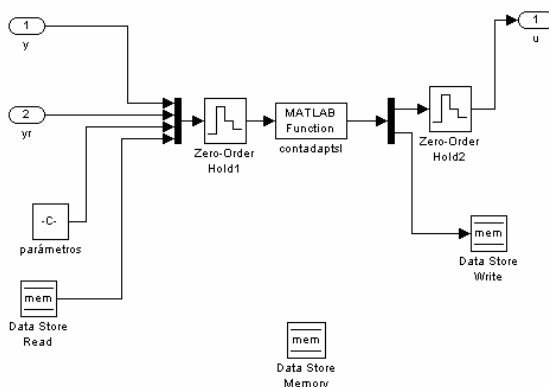 1
y
1
u
2
yr
MATLAB
Function
contadaptsl
Zero-Order
Hold1
Zero-Order
Hold2
-C-
parámetros
mem
Data Store
Write
mem
Data Store
Read
mem
Data Store
Memory